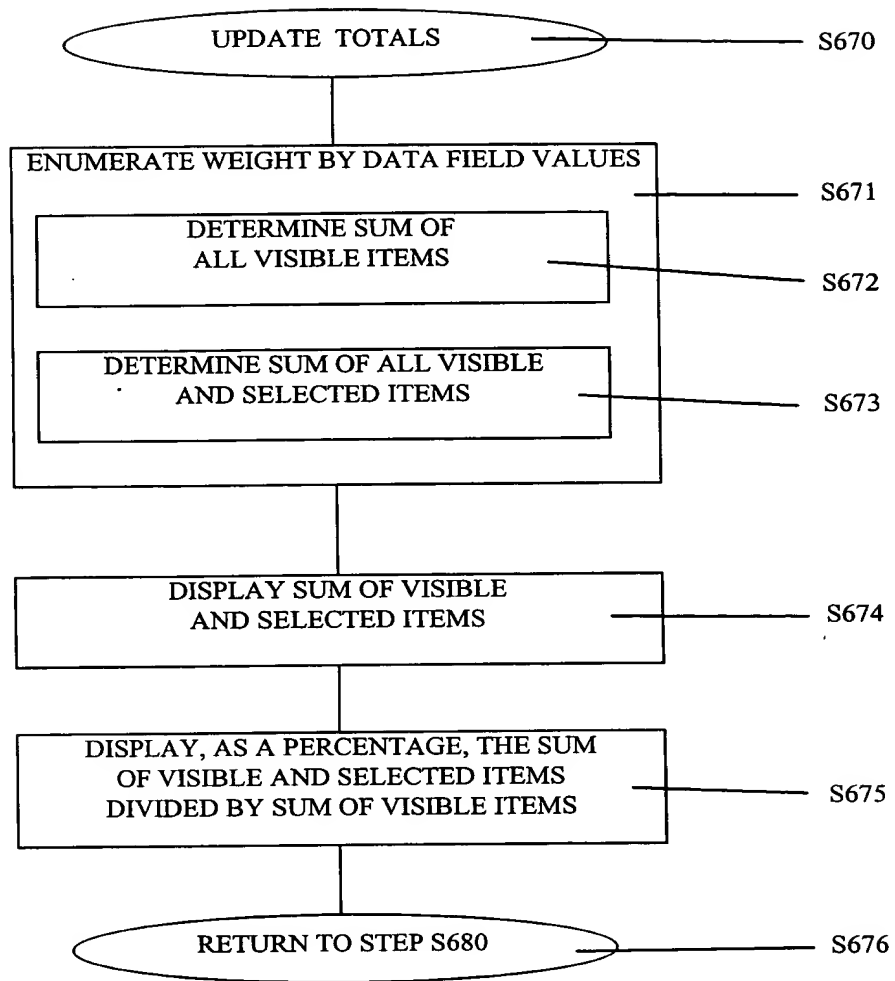 UPDATE TOTALS
S670
ENUMERATE WEIGHT BY DATA FIELD VALUES
S671
DETERMINE SUM OF
ALL VISIBLE ITEMS
S672
DETERMINE SUM OF ALL VISIBLE
AND SELECTED ITEMS
S673
DISPLAY SUM OF VISIBLE
AND SELECTED ITEMS
S674
DISPLAY, AS A PERCENTAGE, THE SUM
OF VISIBLE AND SELECTED ITEMS
DIVIDED BY SUM OF VISIBLE ITEMS
S675
RETURN TO STEP S680
S676